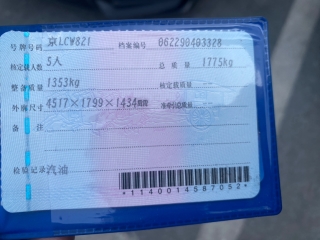 号牌号码 京LCW821 档案编号 062290403328
核定载人数 5人 总质量 1775kg
整备质量 1353kg 核定载质量 --
外廓尺寸 4517×1799×1434mm 准牵引总质量 --
备注
检验记录 汽油
*1140014587052*